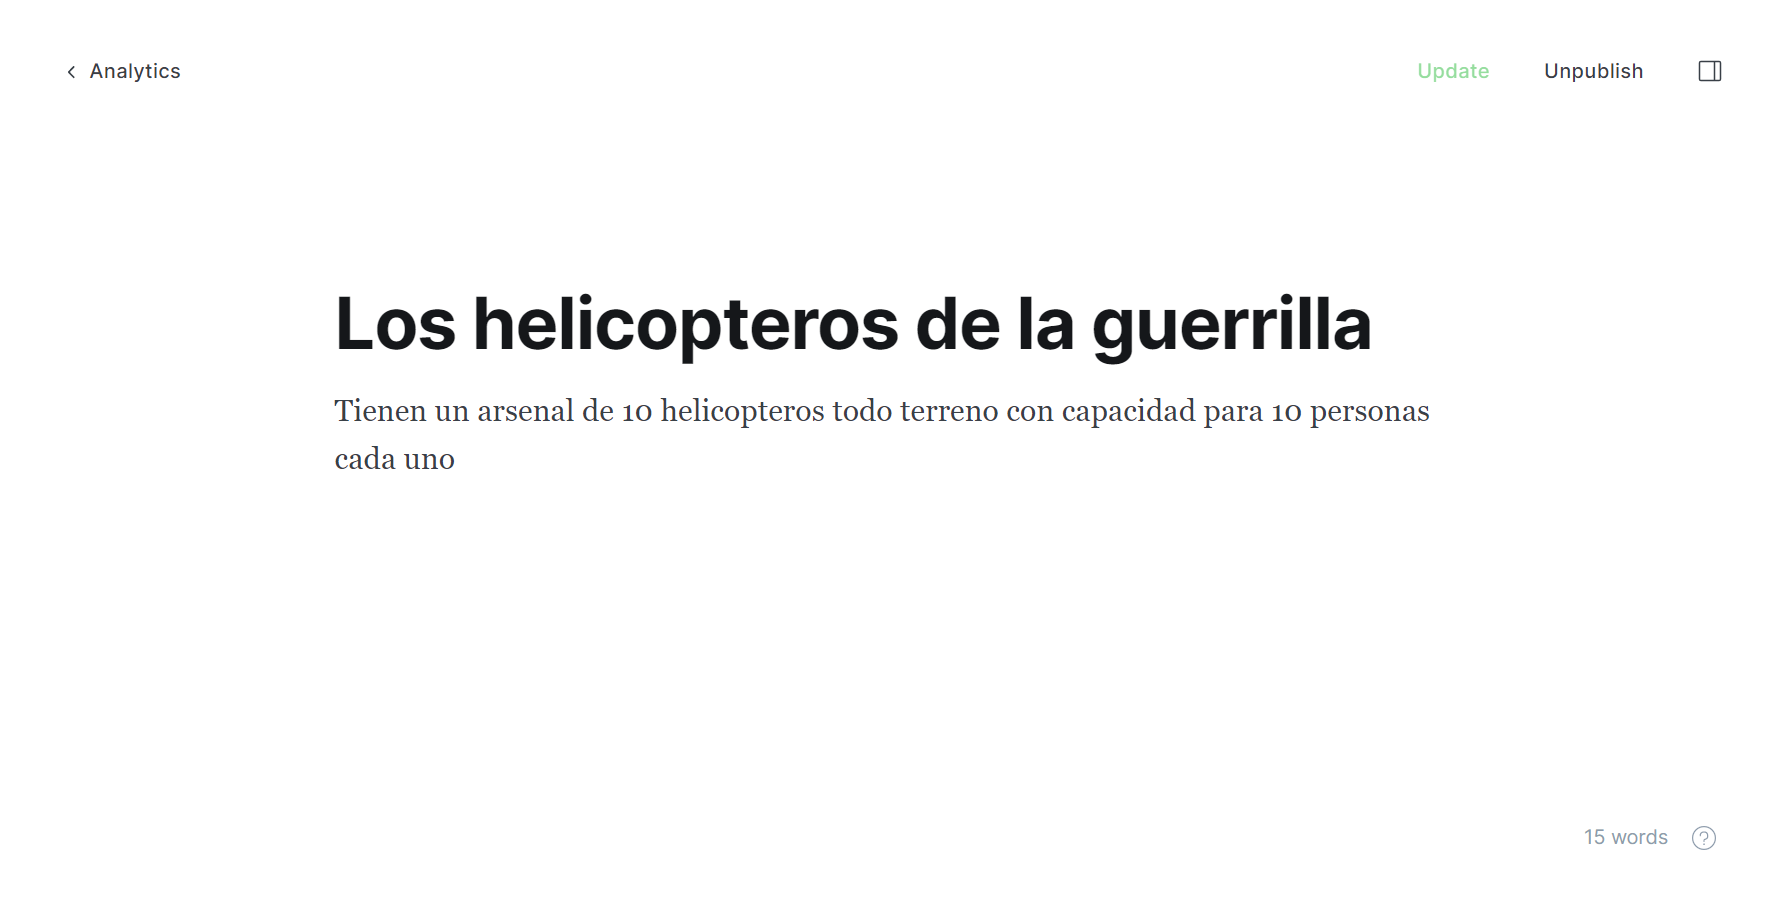 Analytics
Update
Unpublish
Los helicopteros de la guerrilla
Tienen un arsenal de 10 helicopteros todo terreno con capacidad para 10 personas
cada uno
15 words
?